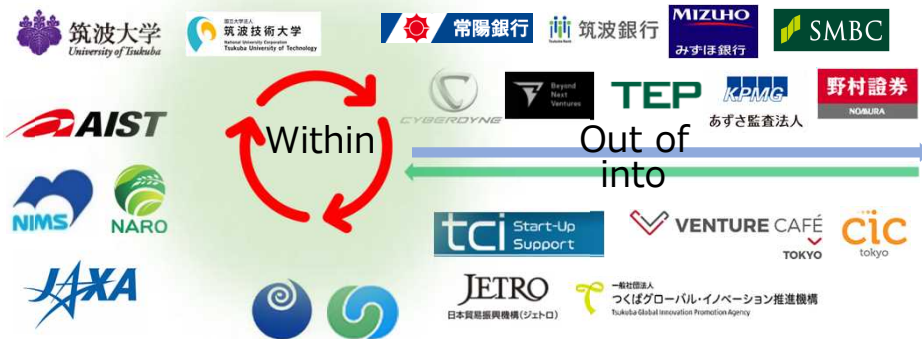 筑波大学
University of Tsukuba
国立大学法人
筑波技術大学
National University Corporation
Tsukuba University of Technology
常陽銀行
筑波銀行
Tsukuba Bank
MIZUHO
みずほ銀行
SMBC
AIST
Within
CYBERDYNE
Beyond
Next
Ventures
TEP
KPMG
あずさ監査法人
野村證券
NOMURA
Out of
into
NIMS
NARO
tci Start-Up
Support
VENTURE CAFÉ
TOKYO
CiC
tokyo
JAXA
JETRO
日本貿易振興機構(ジェトロ)
一般社団法人
つくばグローバル・イノベーション推進機構
Tsukuba Global Innovation Promotion Agency